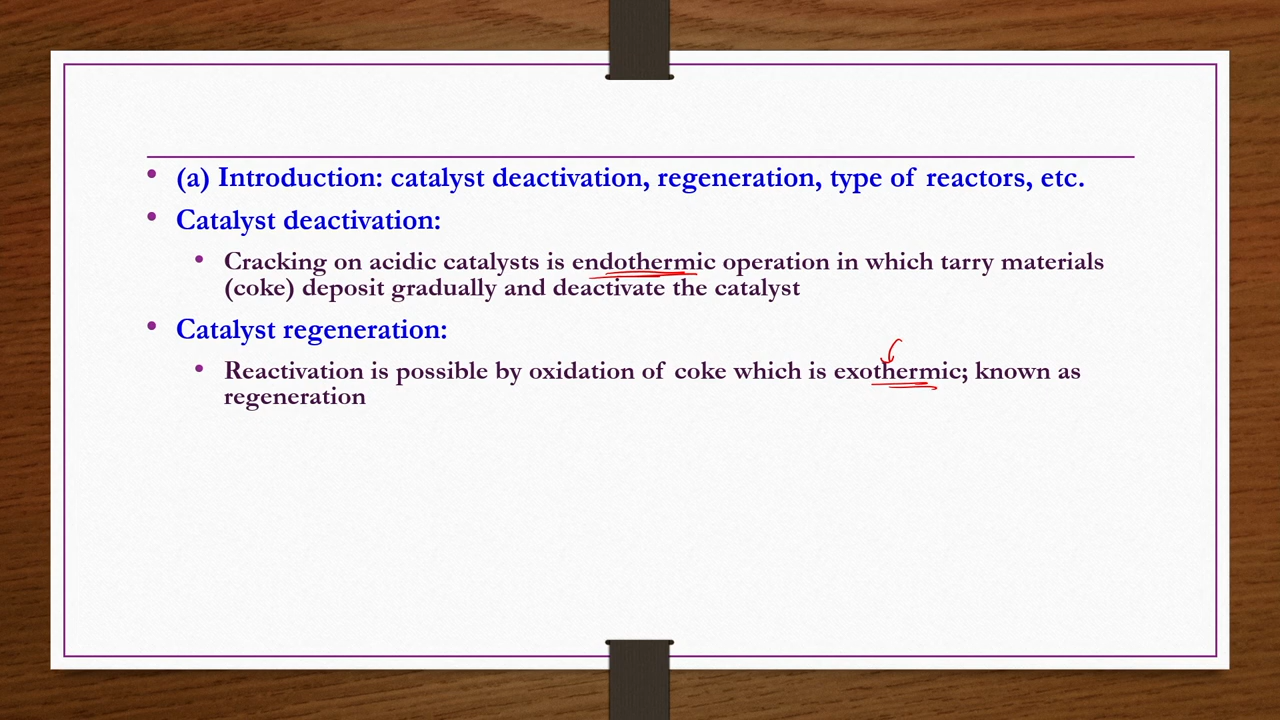 • (a) Introduction: catalyst deactivation, regeneration, type of reactors, etc.
• Catalyst deactivation:
• Cracking on acidic catalysts is endothermic operation in which tarry materials
(coke) deposit gradually and deactivate the catalyst
• Catalyst regeneration:
• Reactivation is possible by oxidation of coke which is exothermic; known as
regeneration